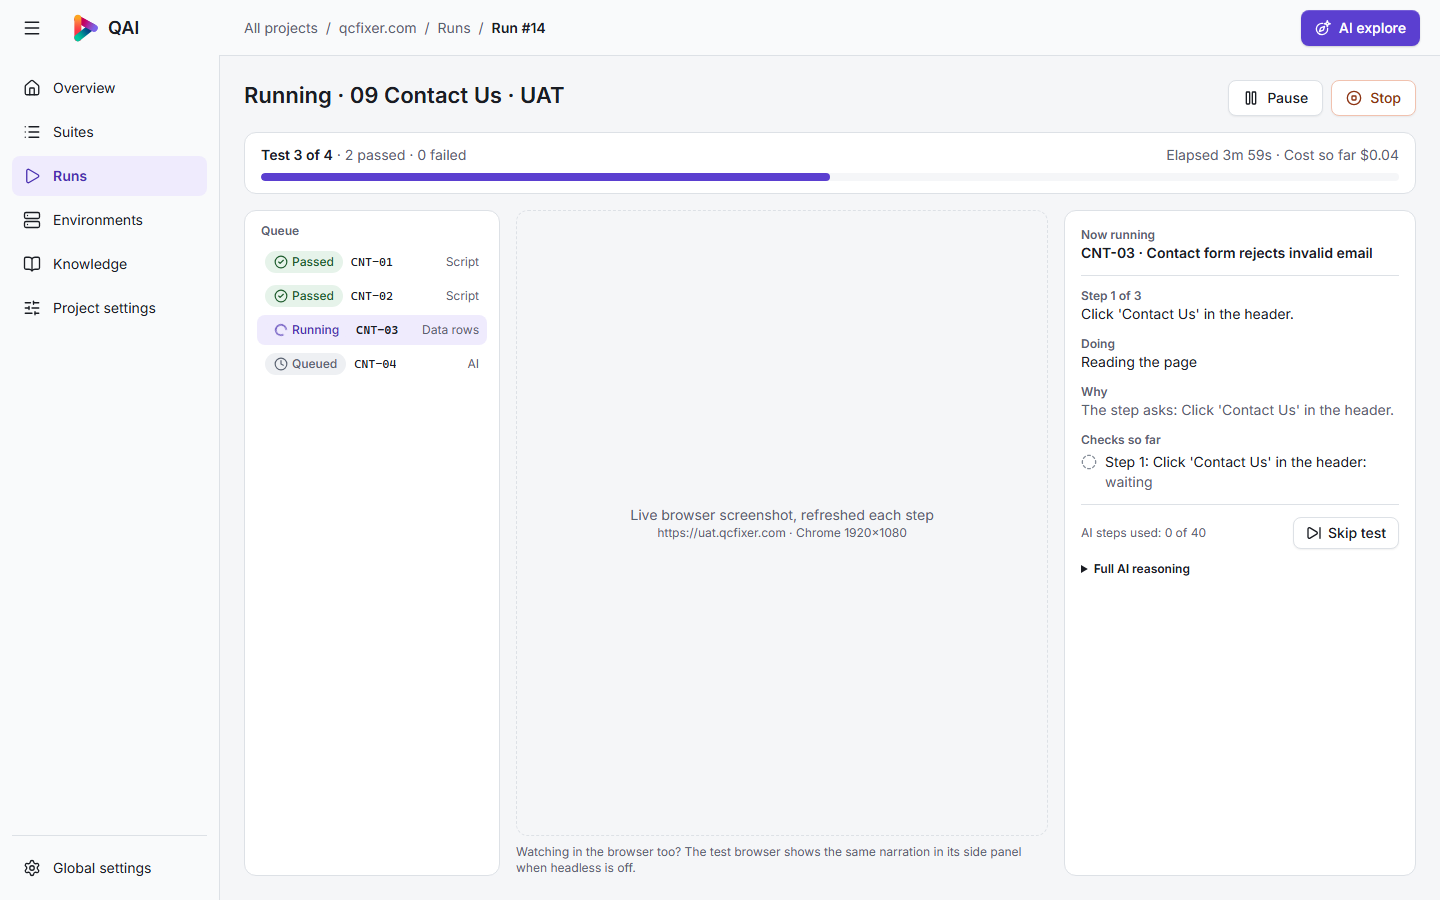 QAI
All projects / qcfixer.com / Runs / Run #14
AI explore
Overview
Suites
Runs
Environments
Knowledge
Project settings
Global settings
Running · 09 Contact Us · UAT
Pause
Stop
Test 3 of 4 · 2 passed · 0 failed
Elapsed 3m 59s · Cost so far $0.04
Queue
Passed CNT-01 Script
Passed CNT-02 Script
Running CNT-03 Data rows
Queued CNT-04 AI
Live browser screenshot, refreshed each step
https://uat.qcfixer.com · Chrome 1920×1080
Watching in the browser too? The test browser shows the same narration in its side panel
when headless is off.
Now running
CNT-03 · Contact form rejects invalid email
Step 1 of 3
Click 'Contact Us' in the header.
Doing
Reading the page
Why
The step asks: Click 'Contact Us' in the header.
Checks so far
Step 1: Click 'Contact Us' in the header:
waiting
AI steps used: 0 of 40
Skip test
Full AI reasoning